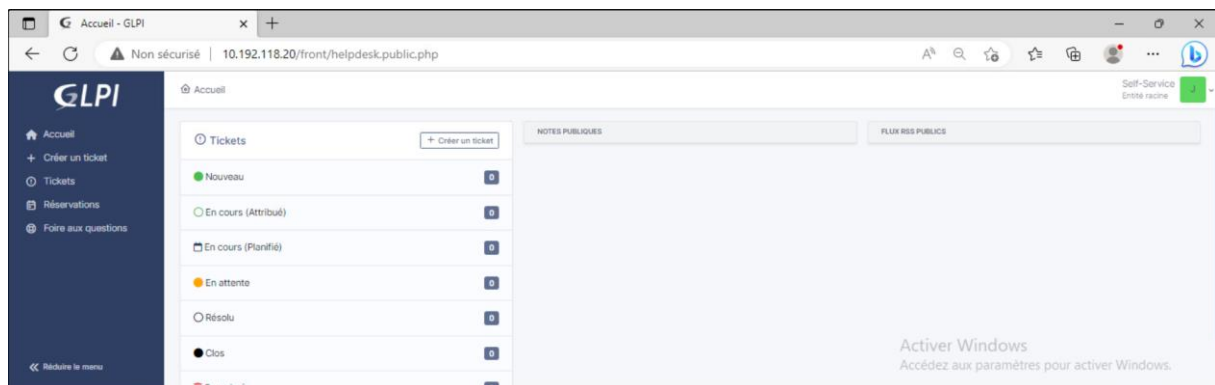 Accueil - GLPI
Non sécurisé | 10.192.118.20/front/helpdesk.public.php
GLPI
Accueil
Créer un ticket
Tickets
Réservations
Foire aux questions
Réduire le menu
Accueil
Self-Service
Entité racine
J
Tickets
+ Créer un ticket
Nouveau 0
En cours (Attribué) 0
En cours (Planifié) 0
En attente 0
Résolu 0
Clos 0
NOTES PUBLIQUES
FLUX RSS PUBLICS
Activer Windows
Accédez aux paramètres pour activer Windows.